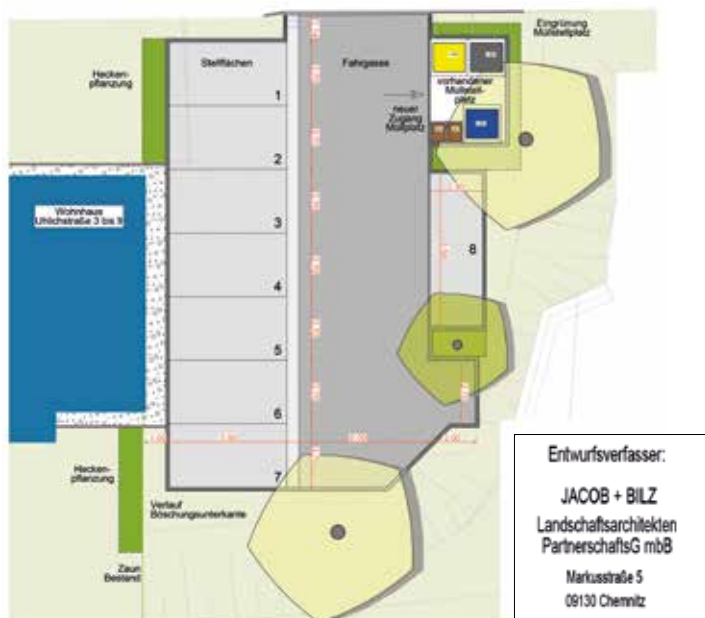 Eingrünung
Müllstellplatz
Hecken-
pflanzung
Stellflächen
Fahrgasse
vorhandener
Müllstell-
platz
neuer
Zugang
Müllplatz
1
2
3
4
5
6
7
8
Wohnhaus
Uhlichstraße 3 bis 9
Hecken-
pflanzung
Verlauf
Böschungsunterkante
Zaun
Bestand
Entwurfsverfasser:
JACOB + BILZ
Landschaftsarchitekten
PartnerschaftsG mbB
Markusstraße 5
09130 Chemnitz